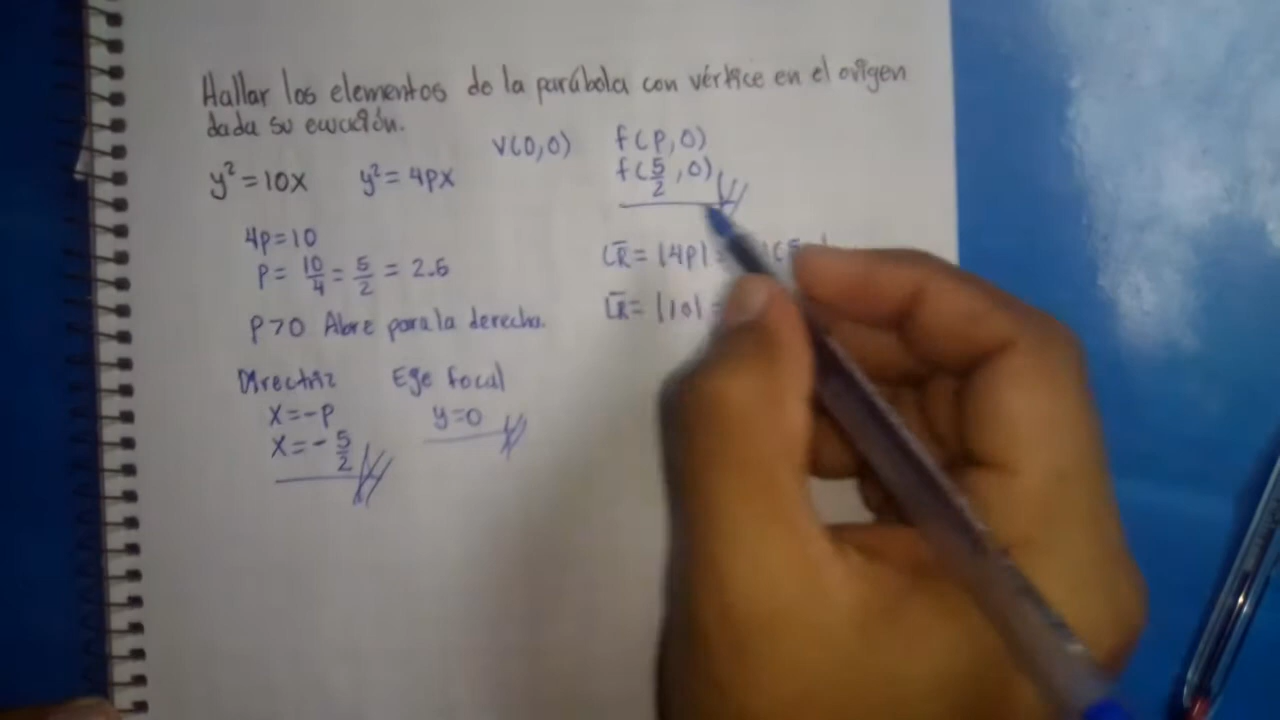 Hallar los elementos de la parábola con vértice en el origen
dada su ecuación.
V(0,0)
f(P,0)
y²=10x
y²=4px
f(5/2,0)
4p=10
P=10/4=5/2=2.5
P>0 Abre para la derecha.
Directriz
Eje focal
x=-P
y=0
x=-5/2
LR=|4P|=
LR=|10|=